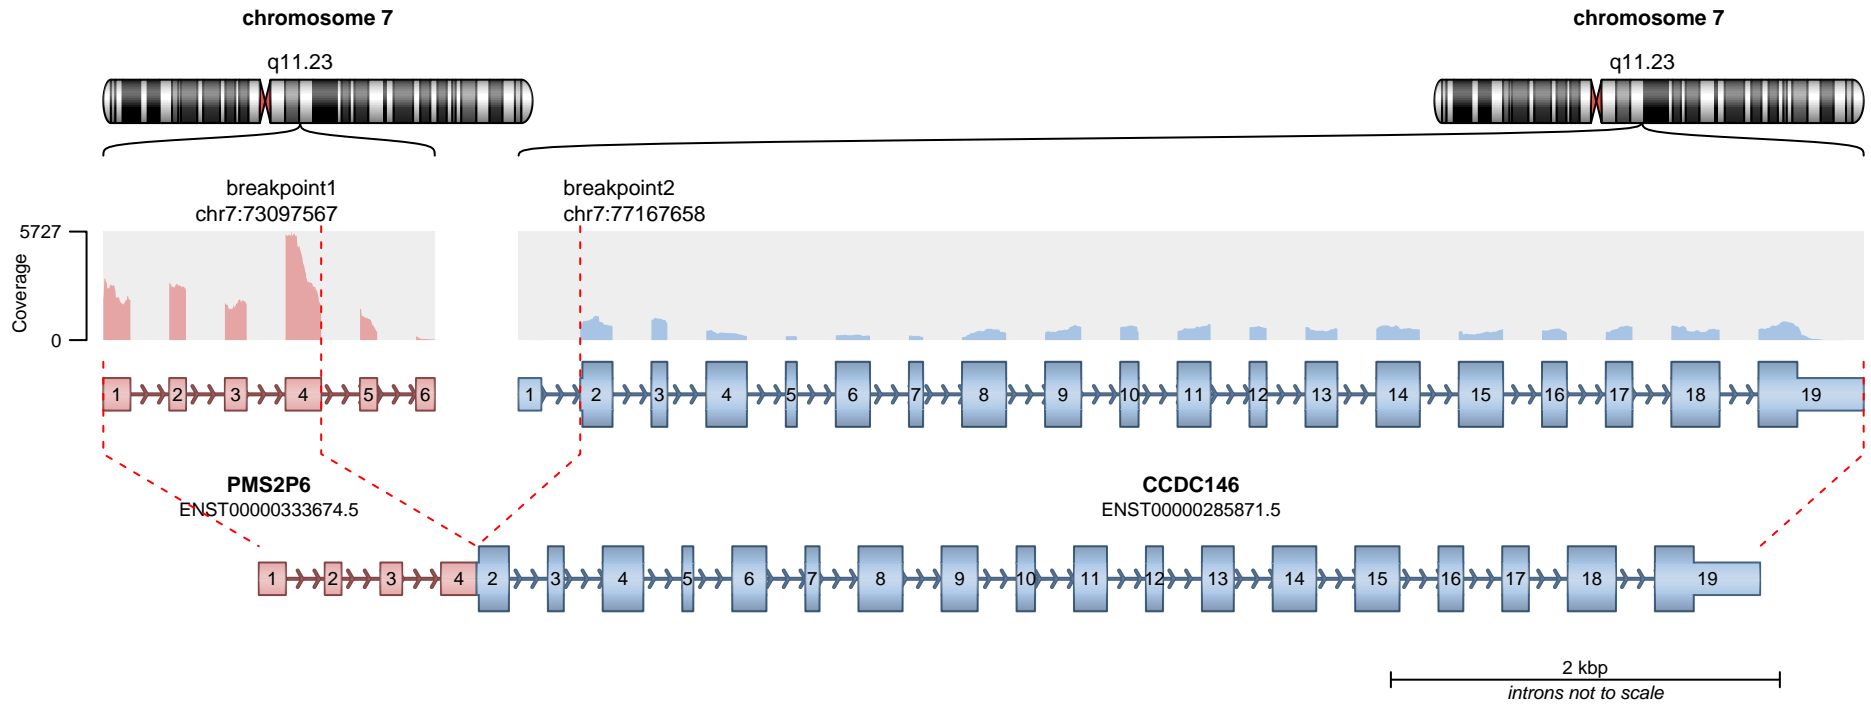 chromosome 7
chromosome 7
q11.23
q11.23
breakpoint1
chr7:73097567
breakpoint2
chr7:77167658
5727
Coverage
0
1 2 3 4 5 6
1 2 3 4 5 6 7 8 9 10 11 12 13 14 15 16 17 18 19
PMS2P6
ENST00000333674.5
CCDC146
ENST00000285871.5
1 2 3 4 2 3 4 5 6 7 8 9 10 11 12 13 14 15 16 17 18 19
2 kbp
introns not to scale